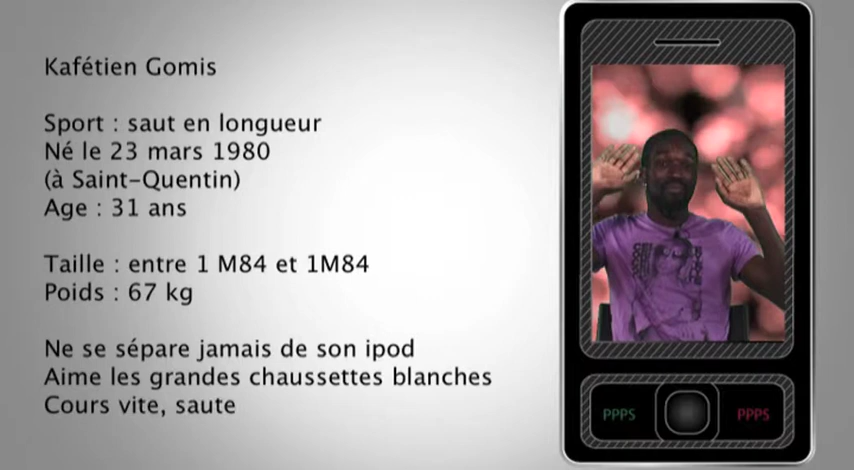 Kafétien Gomis
Sport : saut en longueur
Né le 23 mars 1980
(à Saint-Quentin)
Age : 31 ans
Taille : entre 1 M84 et 1M84
Poids : 67 kg
Ne se sépare jamais de son ipod
Aime les grandes chaussettes blanches
Cours vite, saute
PPPS PPPS